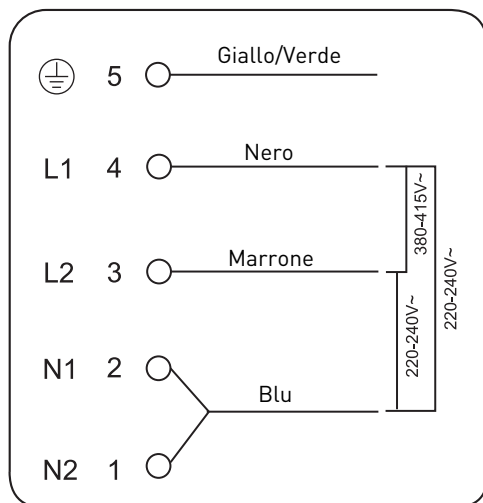 5 Giallo/Verde
L1 4 Nero
380-415V~
220-240V~
L2 3 Marrone
220-240V~
N1 2
Blu
N2 1